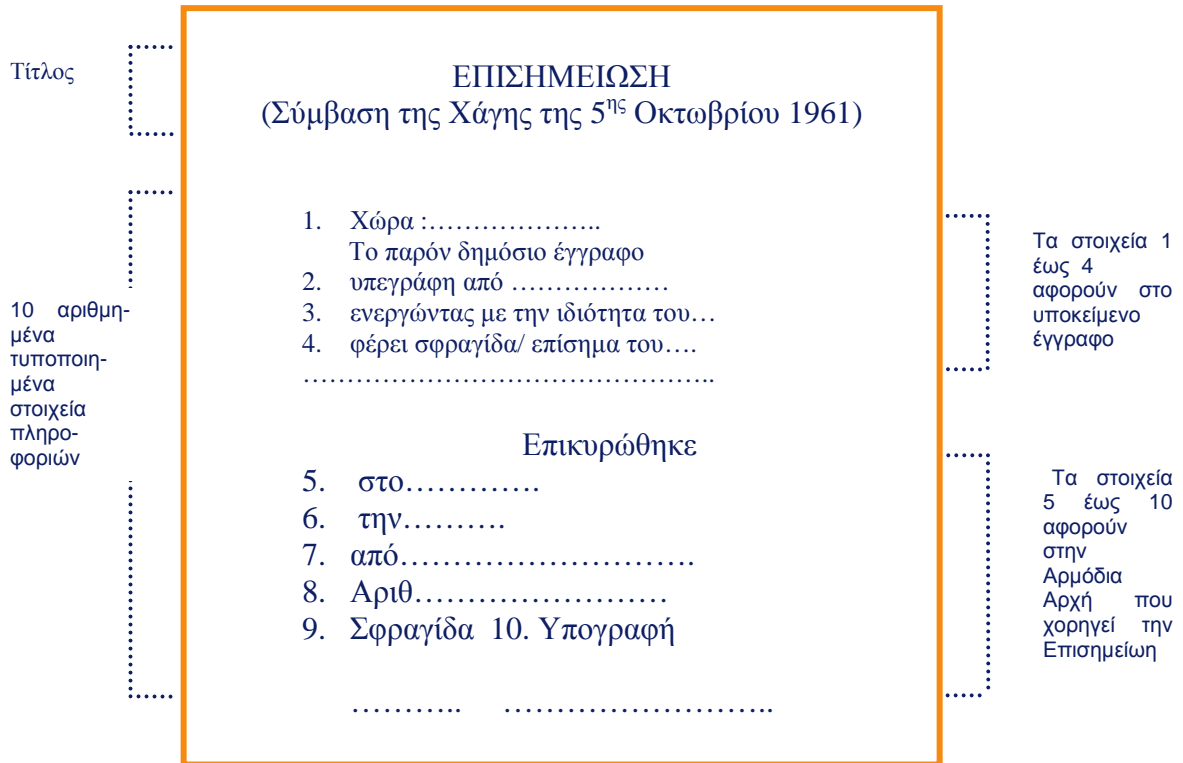 Τίτλος
ΕΠΙΣΗΜΕΙΩΣΗ
(Σύμβαση της Χάγης της 5ης Οκτωβρίου 1961)
10 αριθμη-
μένα
τυποποιη-
μένα
στοιχεία
πληρο-
φοριών
1. Χώρα :………………..
Το παρόν δημόσιο έγγραφο
2. υπεγράφη από ………………
3. ενεργώντας με την ιδιότητα του…
4. φέρει σφραγίδα/ επίσημα του….
………………………………………..
Τα στοιχεία 1
έως 4
αφορούν στο
υποκείμενο
έγγραφο
Επικυρώθηκε
5. στο………….
6. την……….
7. από……………………….
8. Αριθ……………………
9. Σφραγίδα 10. Υπογραφή
……….. ……………………..
Τα στοιχεία
5 έως 10
αφορούν
στην
Αρμόδια
Αρχή που
χορηγεί την
Επισημείωη